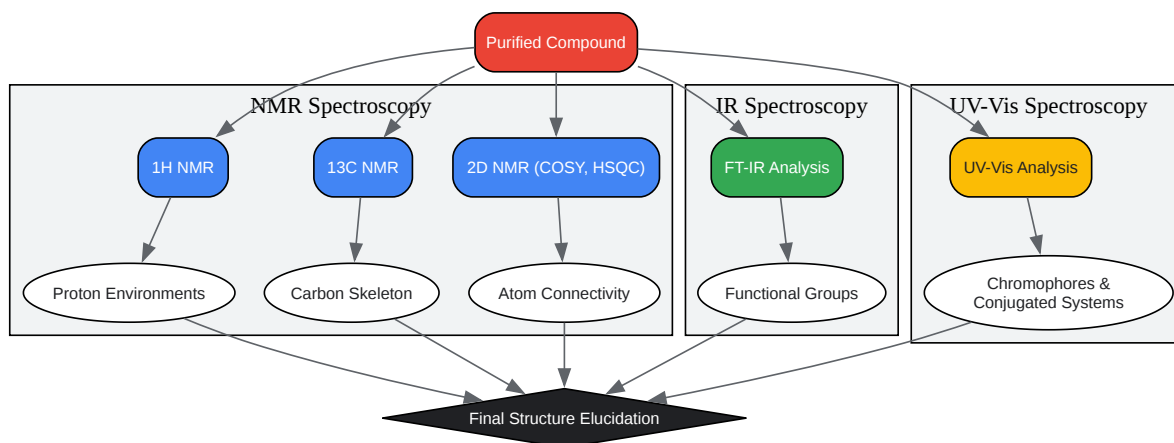 Purified Compound
NMR Spectroscopy
IR Spectroscopy
UV-Vis Spectroscopy
1H NMR
13C NMR
2D NMR (COSY, HSQC)
FT-IR Analysis
UV-Vis Analysis
Proton Environments
Carbon Skeleton
Atom Connectivity
Functional Groups
Chromophores &
Conjugated Systems
Final Structure Elucidation